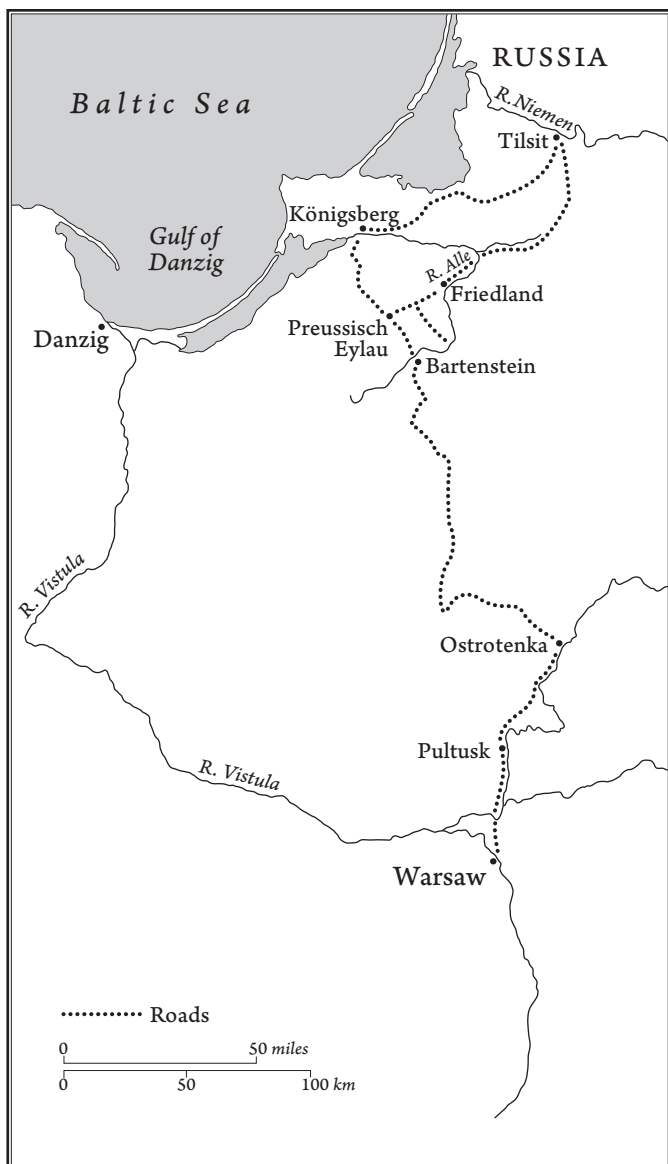 RUSSIA
Baltic Sea
R. Niemen
Tilsit
Königsberg
Gulf of
Danzig
R. Alle
Friedland
Preussisch
Eylau
Danzig
Bartenstein
R. Vistula
Ostrotenka
Pultusk
R. Vistula
Warsaw
Roads
0 50 miles
0 50 100 km